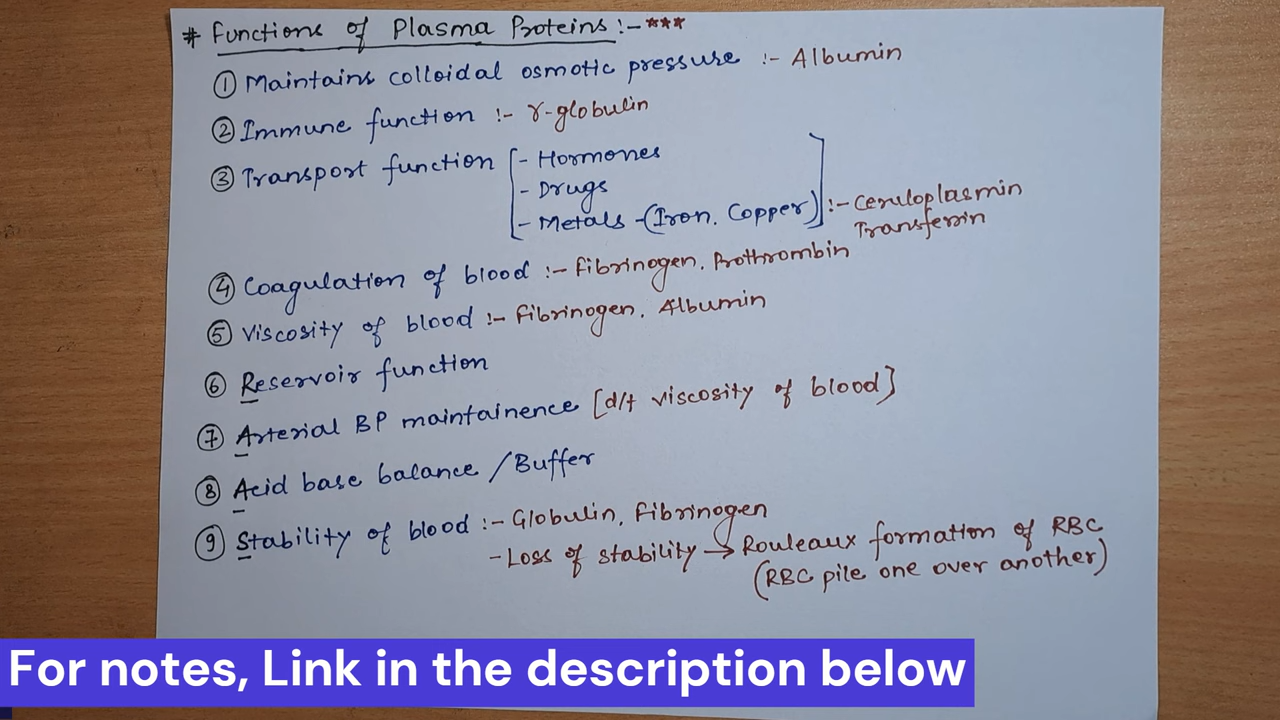 # Functions of Plasma Proteins :- ***
① Maintains colloidal osmotic pressure :- Albumin
② Immune function :- γ-globulin
③ Transport function - Hormones
- Drugs
- Metals - (Iron, Copper) :- Ceruloplasmin
Transferrin
④ Coagulation of blood :- Fibrinogen, Prothrombin
⑤ Viscosity of blood :- Fibrinogen, Albumin
⑥ Reservoir function
⑦ Arterial BP maintainence [d/t viscosity of blood]
⑧ Acid base balance / Buffer
⑨ Stability of blood :- Globulin, Fibrinogen
- Loss of stability → Rouleaux formation of RBC
(RBC pile one over another)
For notes, Link in the description below